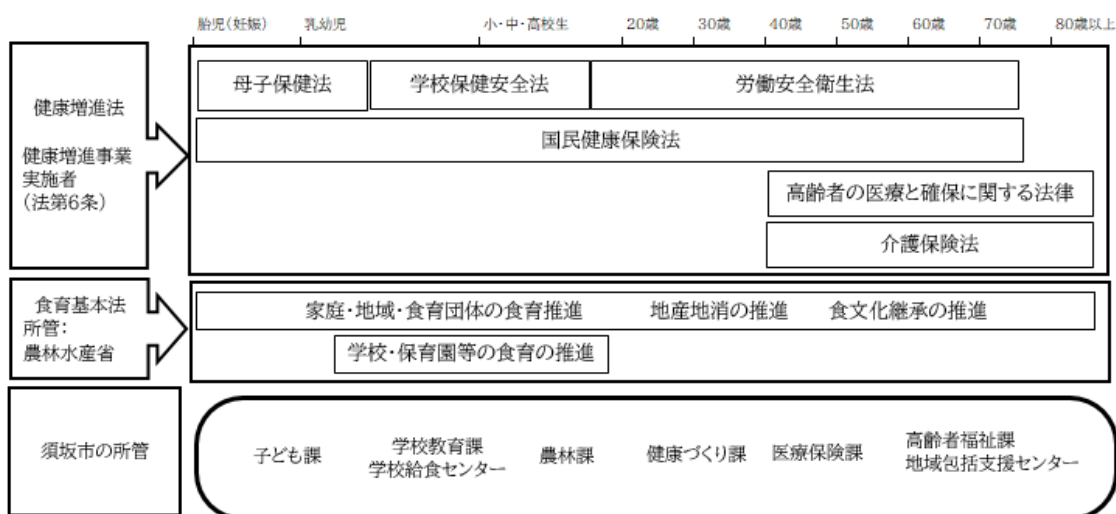 胎児(妊娠) 乳幼児 小・中・高校生 20歳 30歳 40歳 50歳 60歳 70歳 80歳以上
健康増進法
健康増進事業
実施者
(法第6条)
母子保健法 学校保健安全法 労働安全衛生法
国民健康保険法
高齢者の医療と確保に関する法律
介護保険法
食育基本法
所管:
農林水産省
家庭・地域・食育団体の食育推進 地産地消の推進 食文化継承の推進
学校・保育園等の食育の推進
須坂市の所管
子ども課
学校教育課
学校給食センター
農林課
健康づくり課
医療保険課
高齢者福祉課
地域包括支援センター